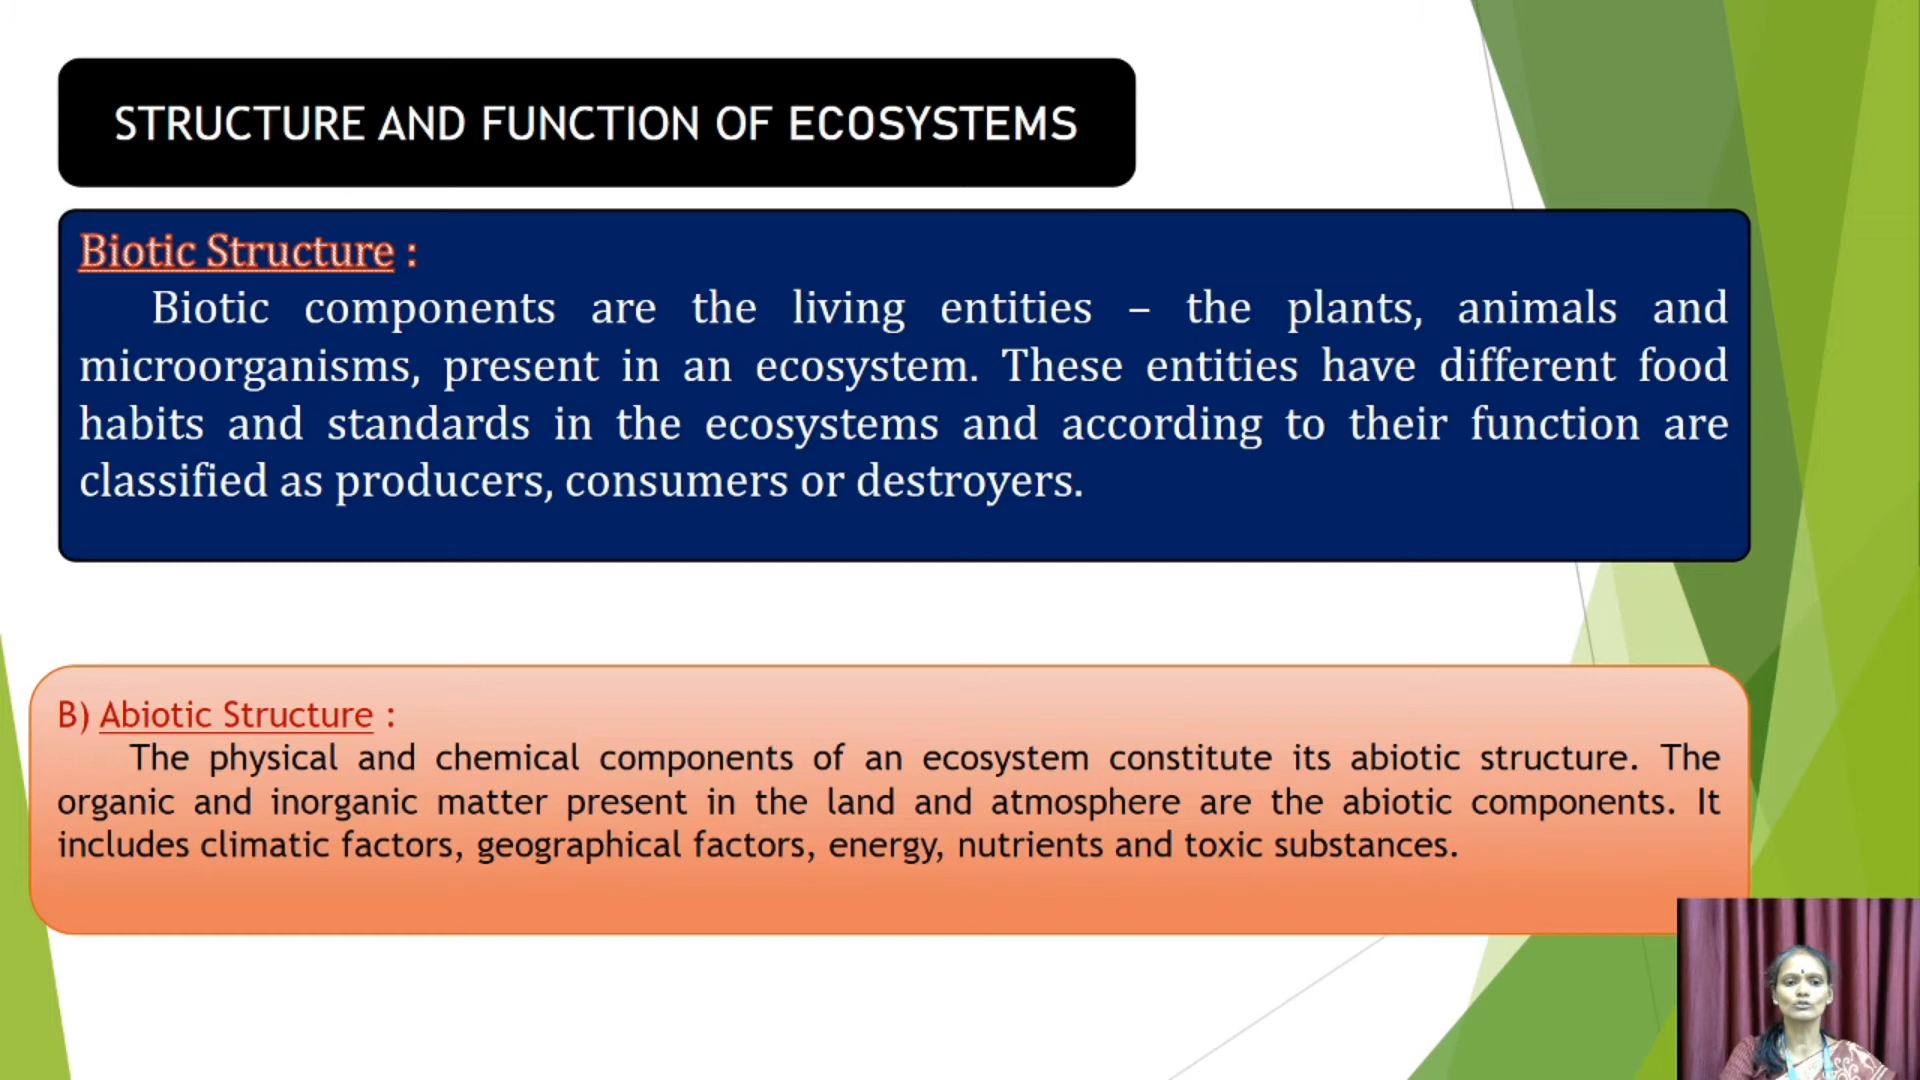 STRUCTURE AND FUNCTION OF ECOSYSTEMS
Biotic Structure :
Biotic components are the living entities – the plants, animals and
microorganisms, present in an ecosystem. These entities have different food
habits and standards in the ecosystems and according to their function are
classified as producers, consumers or destroyers.
B) Abiotic Structure :
The physical and chemical components of an ecosystem constitute its abiotic structure. The
organic and inorganic matter present in the land and atmosphere are the abiotic components. It
includes climatic factors, geographical factors, energy, nutrients and toxic substances.